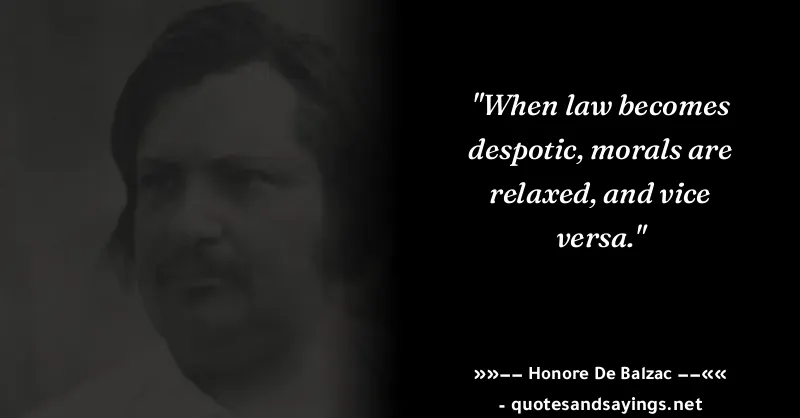 "When law becomes
despotic, morals are
relaxed, and vice
versa."
»»–– Honore De Balzac ––««
- quotesandsayings.net